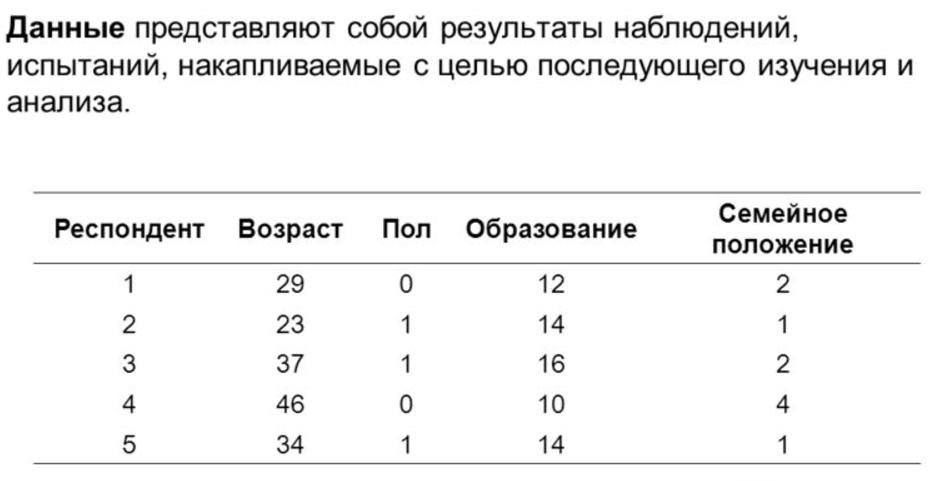 Данные представляют собой результаты наблюдений,
испытаний, накапливаемые с целью последующего изучения и
анализа.
Респондент Возраст Пол Образование Семейное положение
1 29 0 12 2
2 23 1 14 1
3 37 1 16 2
4 46 0 10 4
5 34 1 14 1